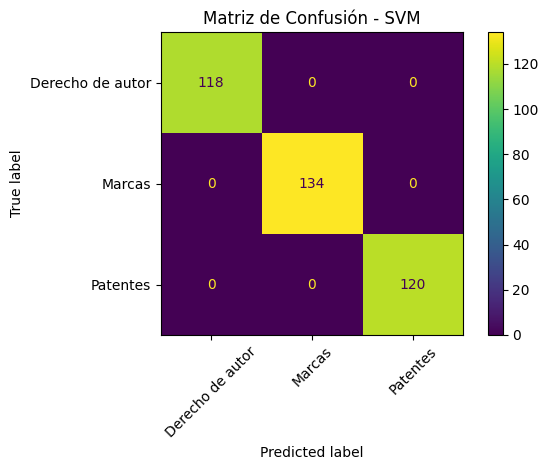 Matriz de Confusión - SVM
True label
Derecho de autor
Marcas
Patentes
118 0 0
0 134 0
0 0 120
Derecho de autor
Marcas
Patentes
Predicted label
120
100
80
60
40
20
0